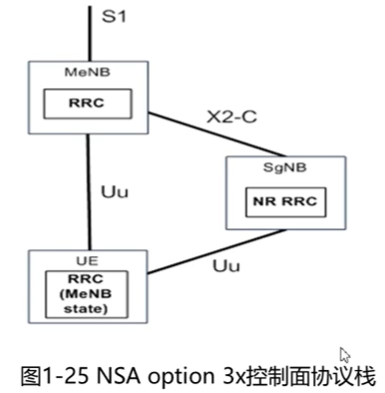 S1
MeNB
RRC
X2-C
SgNB
NR RRC
Uu
Uu
UE
RRC
(MeNB
state)
图1-25 NSA option 3x控制面协议栈